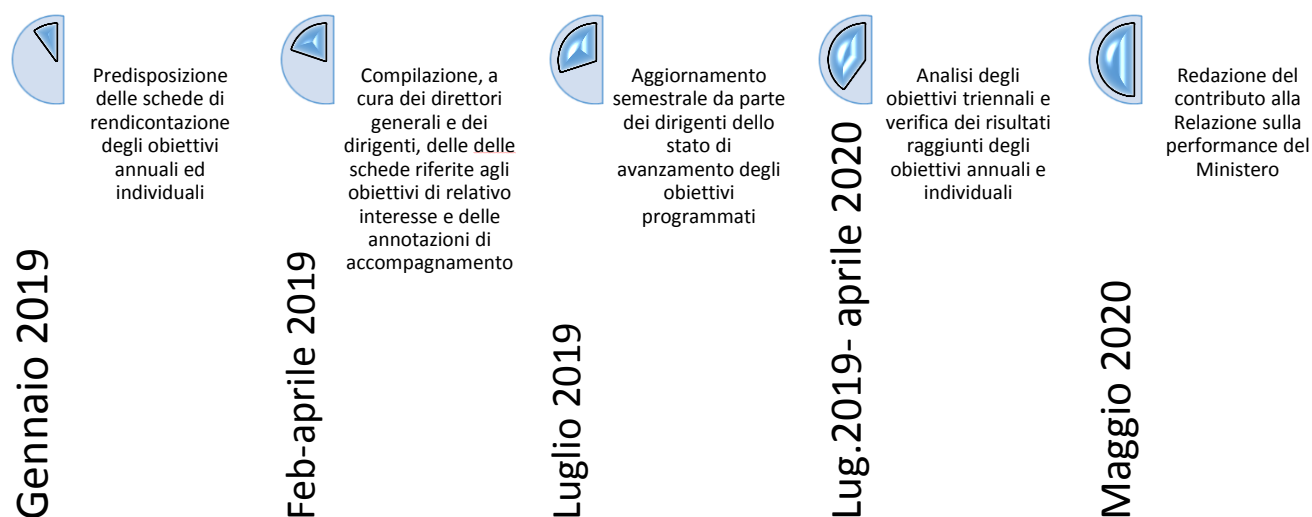 Gennaio 2019
Predisposizione
delle schede di
rendicontazione
degli obiettivi
annuali ed
individuali
Feb-aprile 2019
Compilazione, a
cura dei direttori
generali e dei
dirigenti, delle delle
schede riferite agli
obiettivi di relativo
interesse e delle
annotazioni di
accompagnamento
Luglio 2019
Aggiornamento
semestrale da parte
dei dirigenti dello
stato di
avanzamento degli
obiettivi
programmati
Lug.2019- aprile 2020
Analisi degli
obiettivi triennali e
verifica dei risultati
raggiunti degli
obiettivi annuali e
individuali
Maggio 2020
Redazione del
contributo alla
Relazione sulla
performance del
Ministero